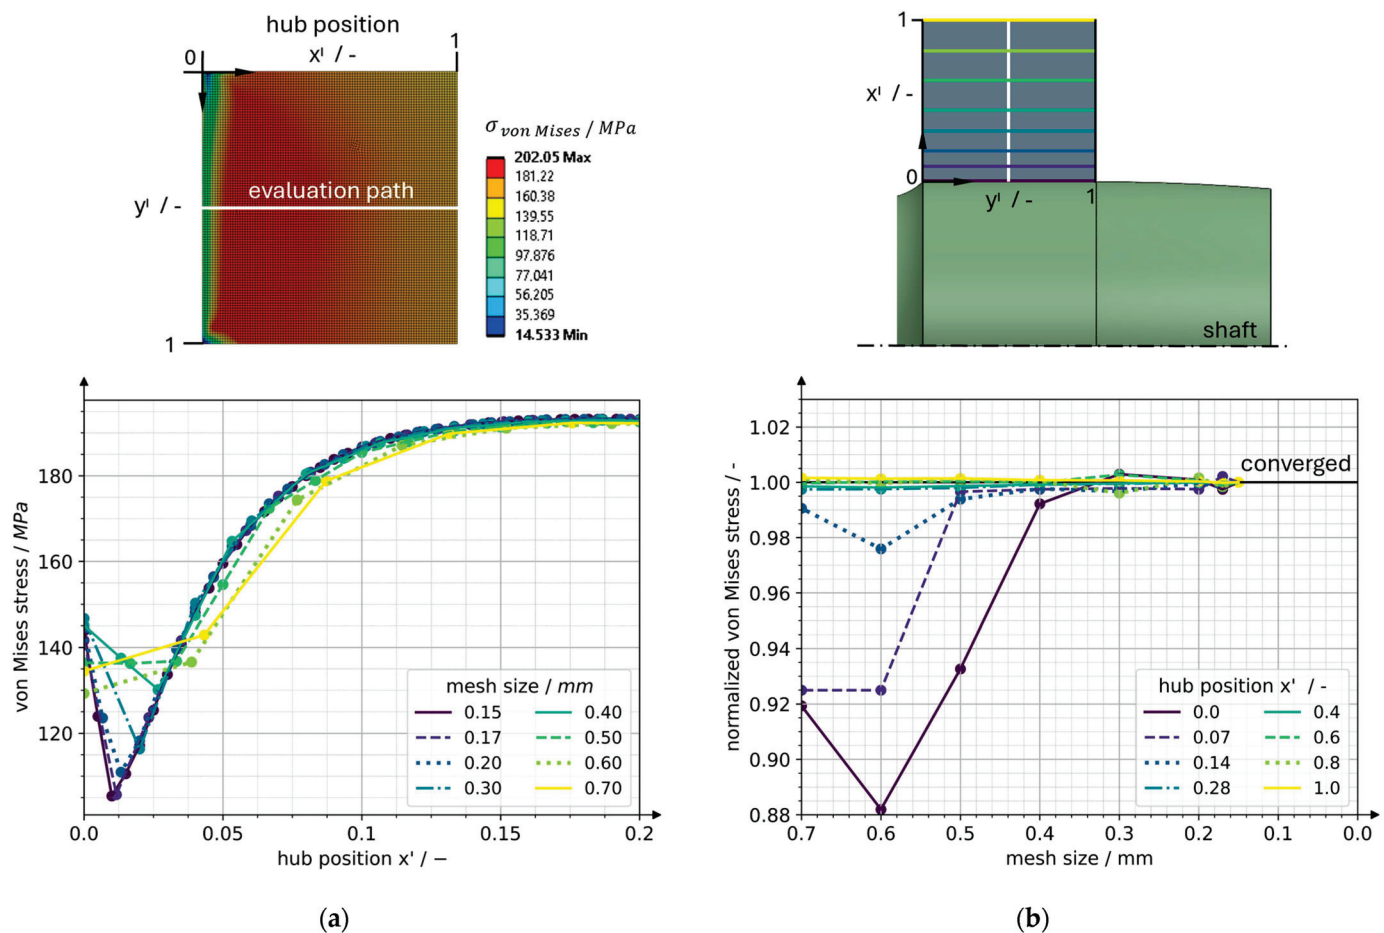 hub position
x' / -
0
1
y' / -
1
evaluation path
σ von Mises / MPa
202.05 Max
181.22
160.38
139.55
118.71
97.876
77.041
56.205
35.369
14.533 Min
1
x' / -
0
y' / -
1
shaft
von Mises stress / MPa
180
160
140
120
0.0
0.05
0.1
0.15
0.2
hub position x' / −
mesh size / mm
0.15
0.40
0.17
0.50
0.20
0.60
0.30
0.70
(a)
normalized von Mises stress / -
1.02
1.00
0.98
0.96
0.94
0.92
0.90
0.88
converged
0.7
0.6
0.5
0.4
0.3
0.2
0.1
0.0
mesh size / mm
hub position x' / -
0.0
0.4
0.07
0.6
0.14
0.8
0.28
1.0
(b)